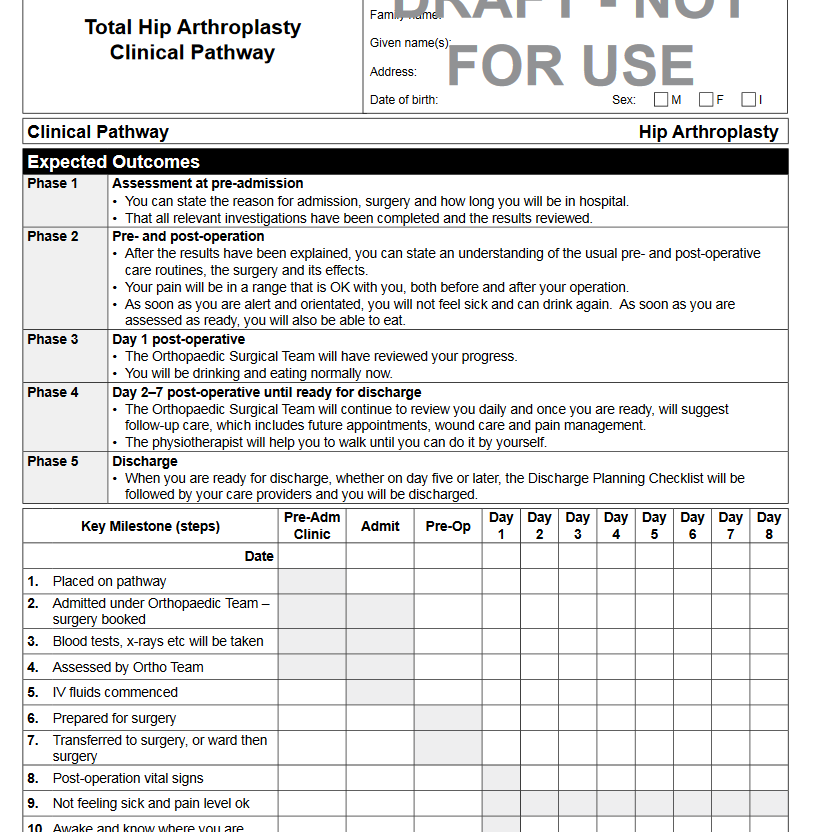 DRAFT - NOT
FOR USE
Total Hip Arthroplasty
Clinical Pathway
Family name:
Given name(s):
Address:
Date of birth:
Sex: M F I
Clinical Pathway Hip Arthroplasty
Expected Outcomes
Phase 1 Assessment at pre-admission
• You can state the reason for admission, surgery and how long you will be in hospital.
• That all relevant investigations have been completed and the results reviewed.
Phase 2 Pre- and post-operation
• After the results have been explained, you can state an understanding of the usual pre- and post-operative
care routines, the surgery and its effects.
• Your pain will be in a range that is OK with you, both before and after your operation.
• As soon as you are alert and orientated, you will not feel sick and can drink again. As soon as you are
assessed as ready, you will also be able to eat.
Phase 3 Day 1 post-operative
• The Orthopaedic Surgical Team will have reviewed your progress.
• You will be drinking and eating normally now.
Phase 4 Day 2–7 post-operative until ready for discharge
• The Orthopaedic Surgical Team will continue to review you daily and once you are ready, will suggest
follow-up care, which includes future appointments, wound care and pain management.
• The physiotherapist will help you to walk until you can do it by yourself.
Phase 5 Discharge
• When you are ready for discharge, whether on day five or later, the Discharge Planning Checklist will be
followed by your care providers and you will be discharged.
Key Milestone (steps) Pre-Adm Clinic Admit Pre-Op Day 1 Day 2 Day 3 Day 4 Day 5 Day 6 Day 7 Day 8
Date
1. Placed on pathway
2. Admitted under Orthopaedic Team –
surgery booked
3. Blood tests, x-rays etc will be taken
4. Assessed by Ortho Team
5. IV fluids commenced
6. Prepared for surgery
7. Transferred to surgery, or ward then
surgery
8. Post-operation vital signs
9. Not feeling sick and pain level ok
10. Awake and know where you are